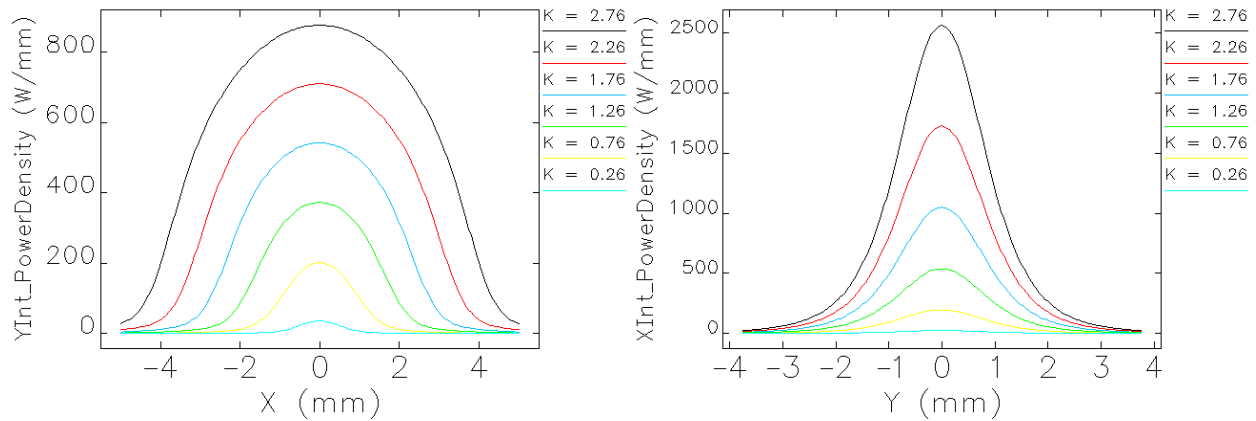 YInt_PowerDensity (W/mm)
800
600
400
200
0
-4 -2 0 2 4
X (mm)
K = 2.76
K = 2.26
K = 1.76
K = 1.26
K = 0.76
K = 0.26
XInt_PowerDensity (W/mm)
2500
2000
1500
1000
500
0
-4 -3 -2 -1 0 1 2 3 4
Y (mm)
K = 2.76
K = 2.26
K = 1.76
K = 1.26
K = 0.76
K = 0.26